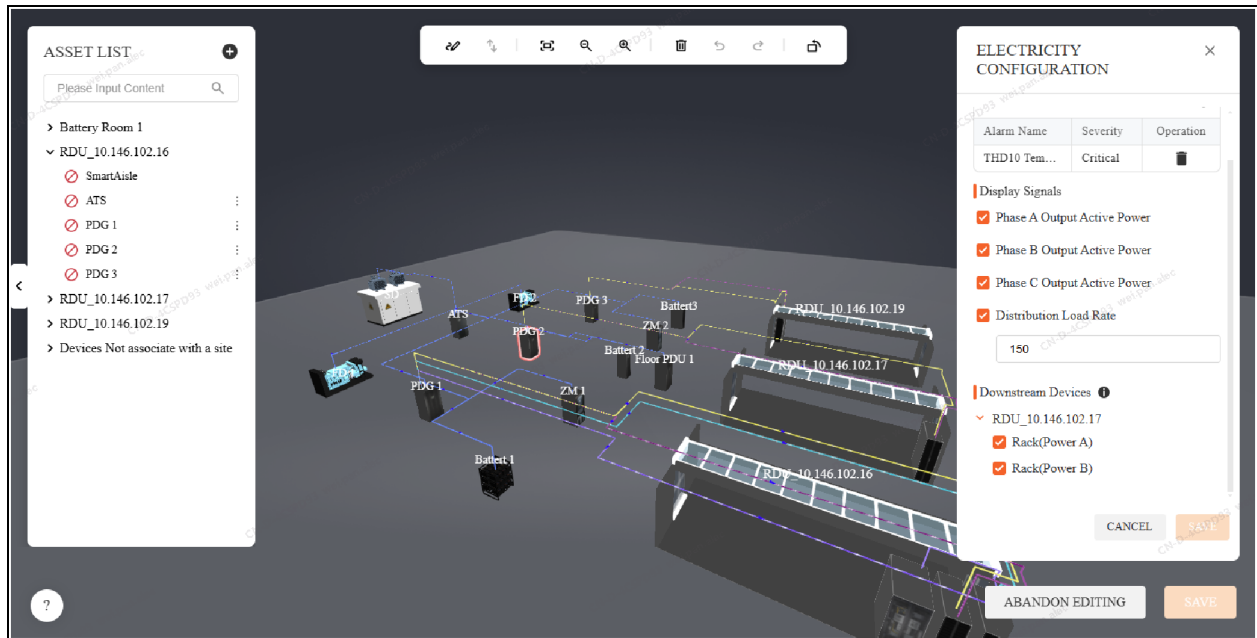 ASSET LIST
Please Input Content
Battery Room 1
RDU_10.146.102.16
SmartAisle
ATS
PDG 1
PDG 2
PDG 3
RDU_10.146.102.17
RDU_10.146.102.19
Devices Not associate with a site
?
ATS
PDG 3
Battert3
RDU_10.146.102.19
PDG 2
ZM 2
Battert 2
Floor PDU 1
RDU_10.146.102.17
PDG 1
ZM 1
Battert 1
RDU_10.146.102.16
ELECTRICITY
CONFIGURATION
Alarm Name Severity Operation
THD10 Tem... Critical
Display Signals
Phase A Output Active Power
Phase B Output Active Power
Phase C Output Active Power
Distribution Load Rate
150
Downstream Devices
RDU_10.146.102.17
Rack(Power A)
Rack(Power B)
CANCEL SAVE
ABANDON EDITING SAVE
CN-D-4CSPD93 wei.pan.alec